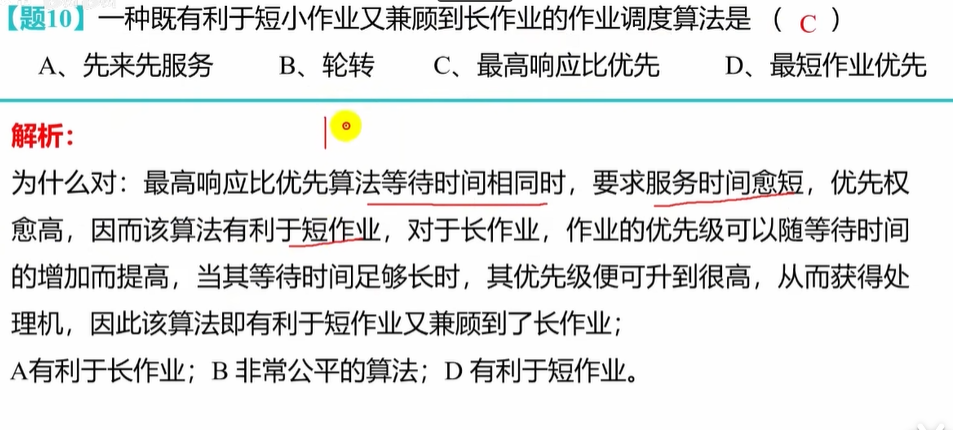 【题10】一种既有利于短小作业又兼顾到长作业的作业调度算法是 （ C ）
A、先来先服务 B、轮转 C、最高响应比优先 D、最短作业优先
解析：
为什么对：最高响应比优先算法等待时间相同时，要求服务时间愈短，优先权
愈高，因而该算法有利于短作业，对于长作业，作业的优先级可以随等待时间
的增加而提高，当其等待时间足够长时，其优先级便可升到很高，从而获得处
理机，因此该算法即有利于短作业又兼顾到了长作业；
A有利于长作业；B 非常公平的算法；D 有利于短作业。